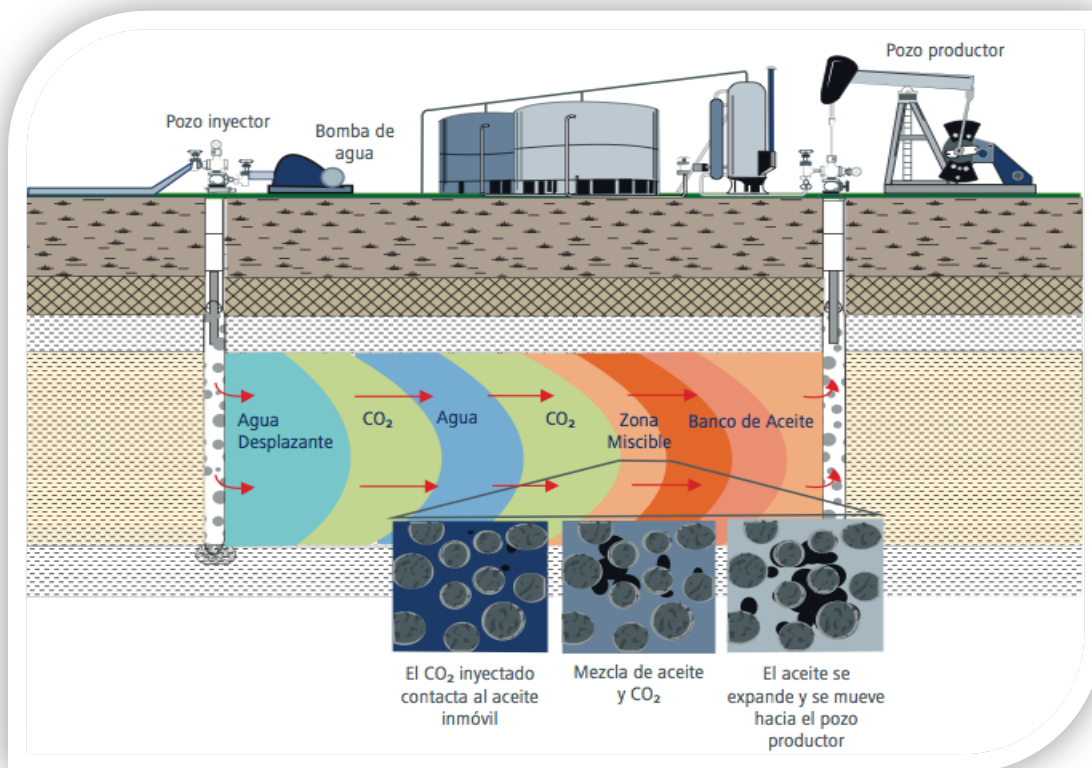 Pozo productor
Pozo inyector
Bomba de
agua
Agua
Desplazante
CO₂
Agua
CO₂
Zona
Miscible
Banco de Aceite
El CO₂ inyectado
contacta al aceite
inmóvil
Mezcla de aceite
y CO₂
El aceite se
expande y se mueve
hacia el pozo
productor